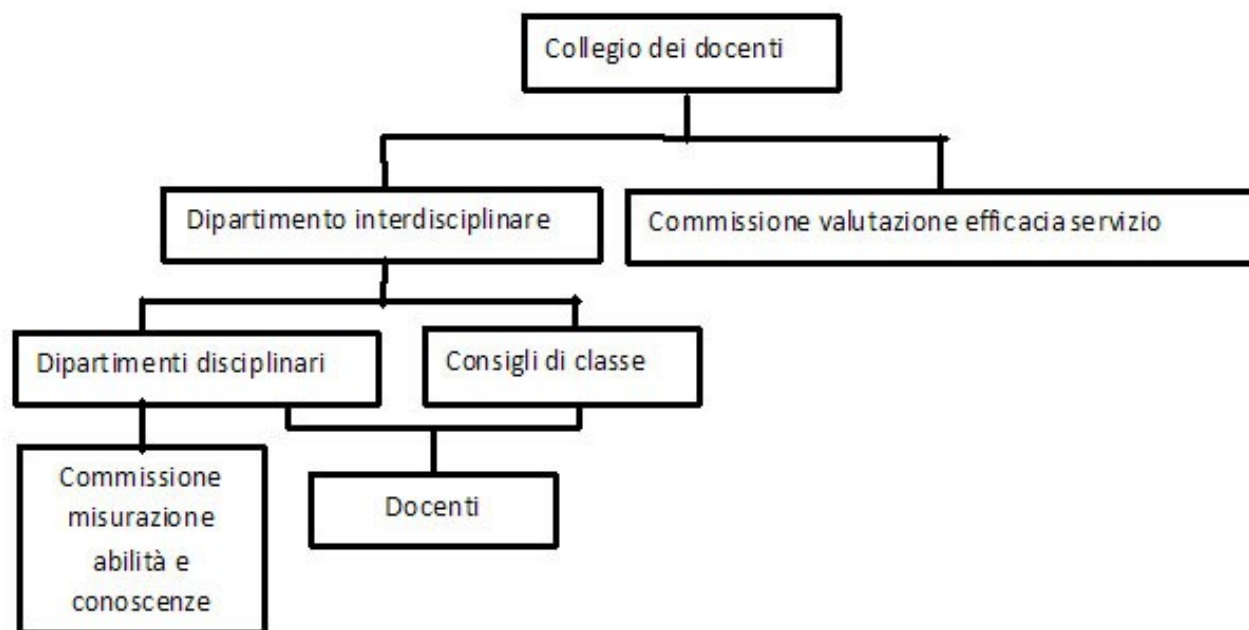 Collegio dei docenti
Dipartimento interdisciplinare
Commissione valutazione efficacia servizio
Dipartimenti disciplinari
Consigli di classe
Commissione
misurazione
abilità e
conoscenze
Docenti